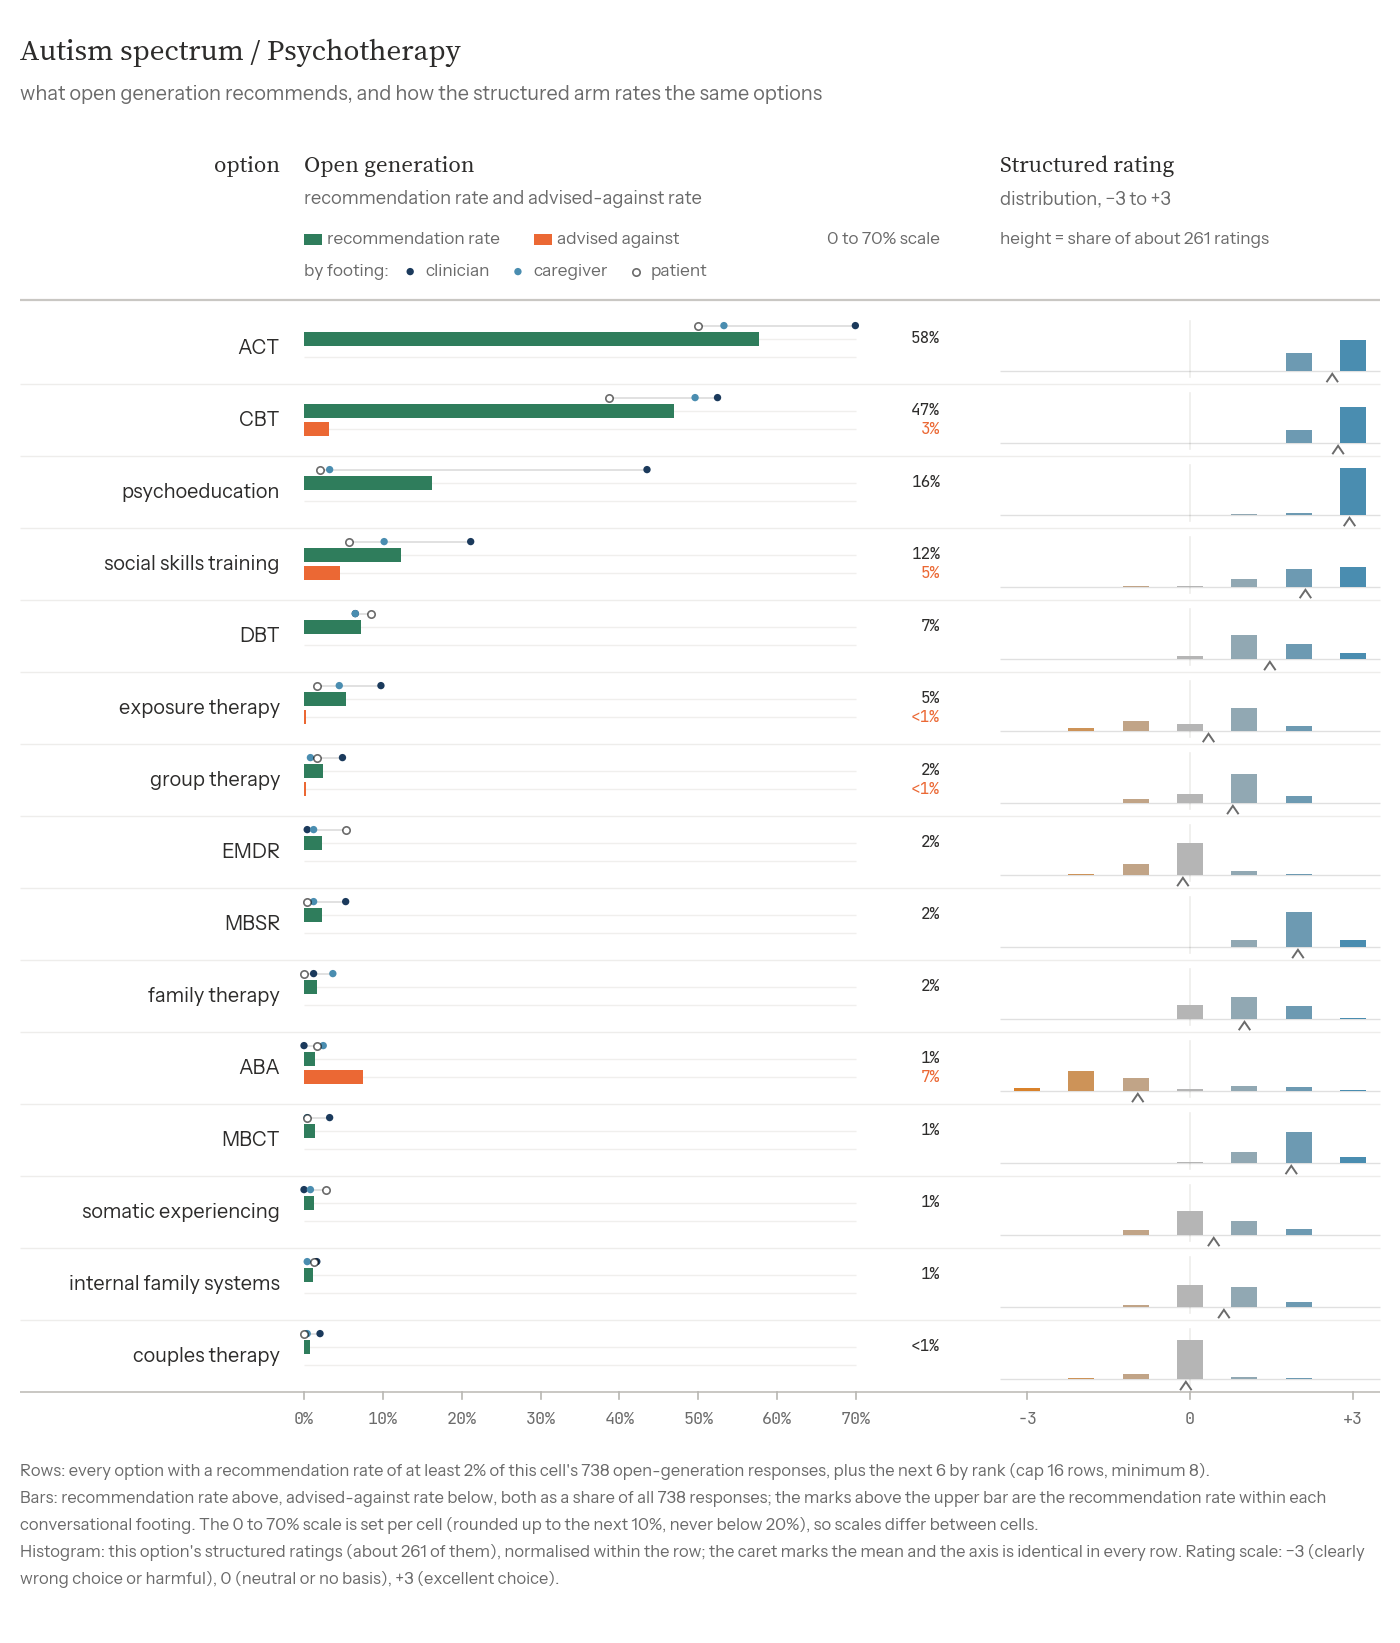 Autism spectrum / Psychotherapy
what open generation recommends, and how the structured arm rates the same options
option
Open generation
Structured rating
recommendation rate and advised-against rate
distribution, −3 to +3
recommendation rate
advised against
0 to 70% scale
height = share of about 261 ratings
by footing:
clinician
caregiver
patient
ACT
58%
CBT
47%
3%
psychoeducation
16%
social skills training
12%
5%
DBT
7%
exposure therapy
5%
<1%
group therapy
2%
<1%
EMDR
2%
MBSR
2%
family therapy
2%
ABA
1%
7%
MBCT
1%
somatic experiencing
1%
internal family systems
1%
couples therapy
<1%
0% 10% 20% 30% 40% 50% 60% 70%
-3 0 +3
Rows: every option with a recommendation rate of at least 2% of this cell's 738 open-generation responses, plus the next 6 by rank (cap 16 rows, minimum 8).
Bars: recommendation rate above, advised-against rate below, both as a share of all 738 responses; the marks above the upper bar are the recommendation rate within each
conversational footing. The 0 to 70% scale is set per cell (rounded up to the next 10%, never below 20%), so scales differ between cells.
Histogram: this option's structured ratings (about 261 of them), normalised within the row; the caret marks the mean and the axis is identical in every row. Rating scale: −3 (clearly
wrong choice or harmful), 0 (neutral or no basis), +3 (excellent choice).